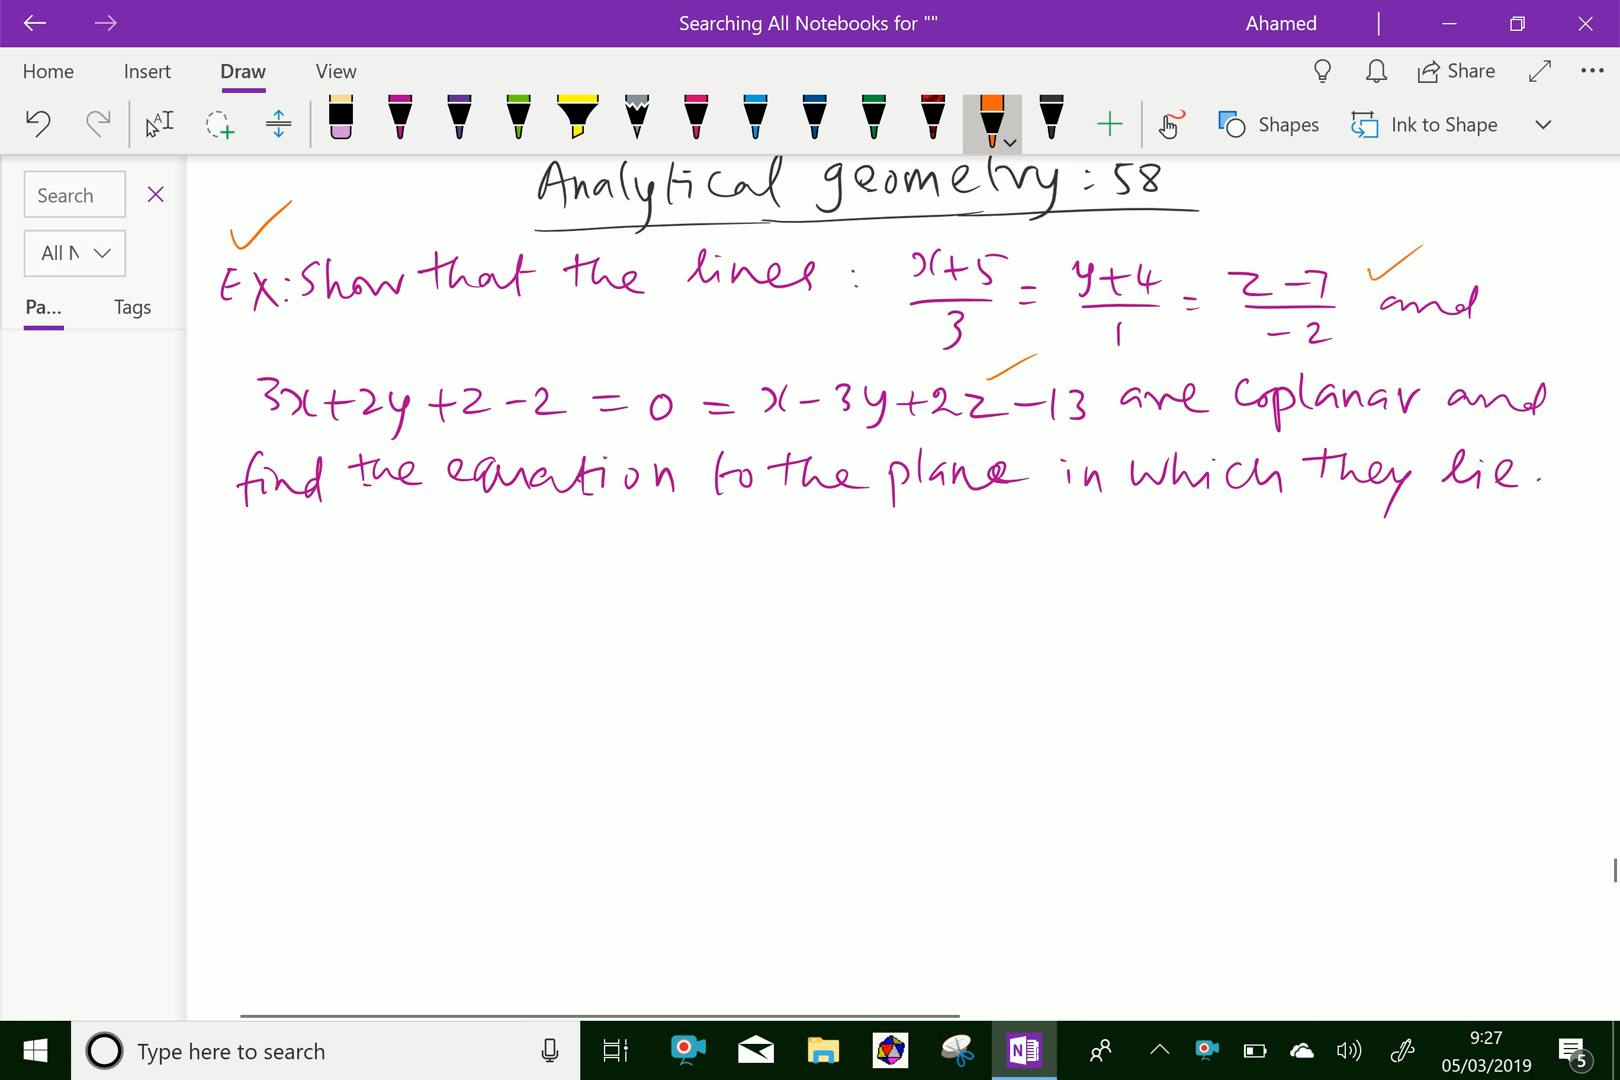 Searching All Notebooks for ""
Ahamed
Home Insert Draw View
Share
Shapes
Ink to Shape
Search
All N
Pa... Tags
Analytical geometry: 58
Ex: Show that the lines: (x+5)/3 = (y+4)/1 = (z-7)/-2 and
3x+2y+z-2 = 0 = x-3y+2z-13 are coplanar and
find the equation to the plane in which they lie.
Type here to search
9:27
05/03/2019
5